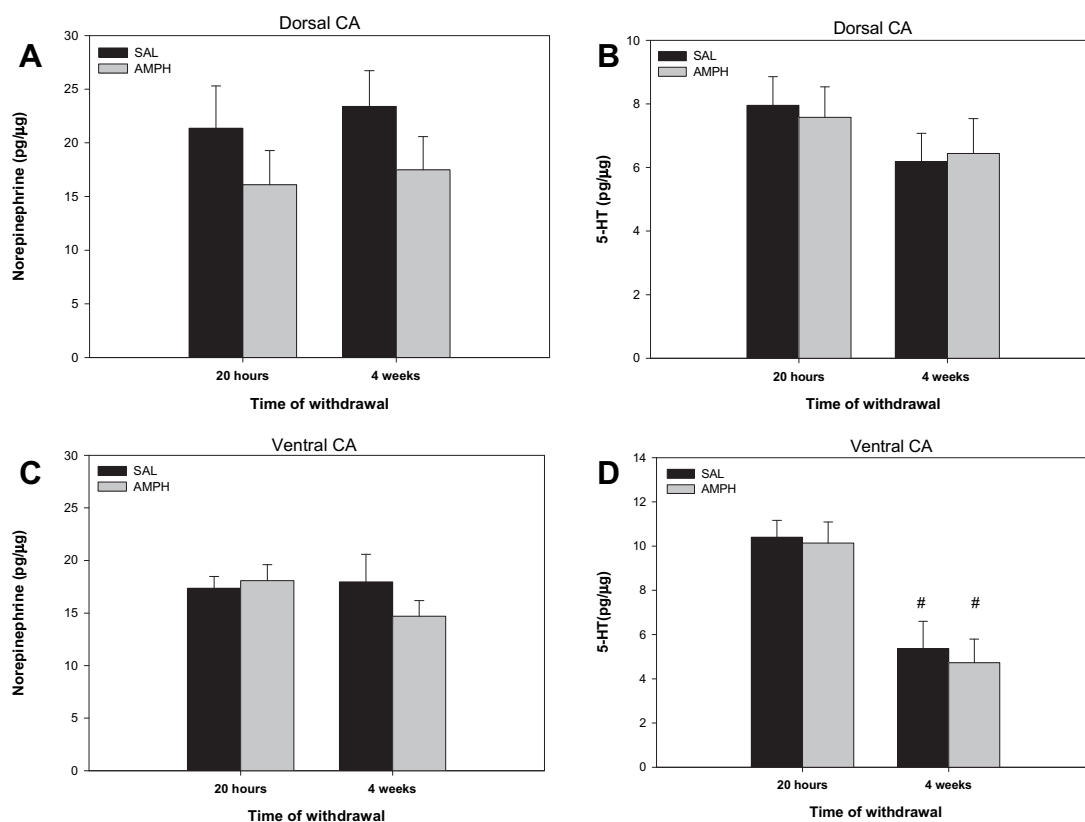 Dorsal CA
A
SAL
AMPH
30
25
20
15
10
5
0
Norepinephrine (pg/µg)
20 hours 4 weeks
Time of withdrawal
Dorsal CA
B
SAL
AMPH
10
8
6
4
2
0
5-HT (pg/µg)
20 hours 4 weeks
Time of withdrawal
Ventral CA
C
SAL
AMPH
30
25
20
15
10
5
0
Norepinephrine (pg/µg)
20 hours 4 weeks
Time of withdrawal
Ventral CA
D
SAL
AMPH
14
12
10
8
6
4
2
0
5-HT(pg/µg)
# #
20 hours 4 weeks
Time of withdrawal